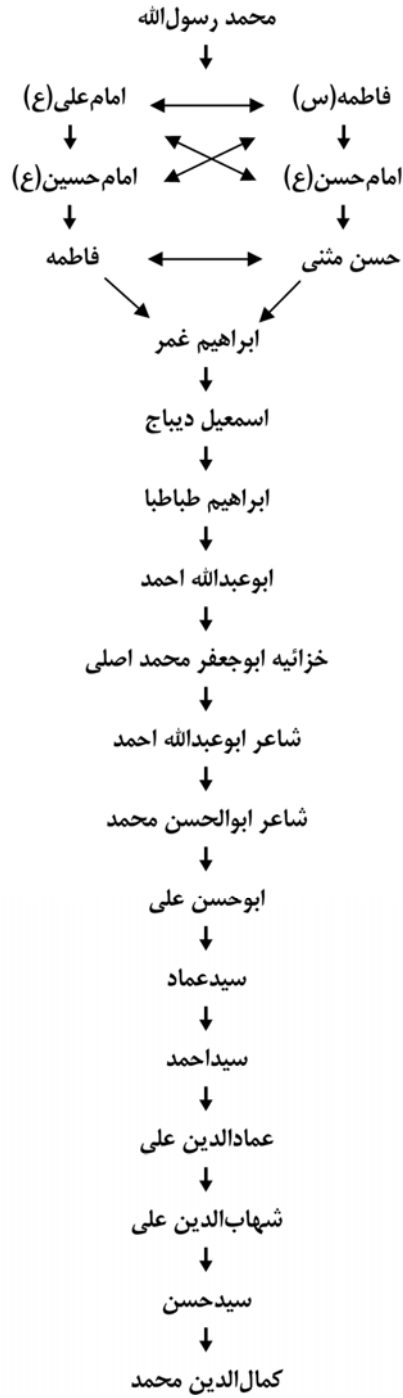 محمد رسول‌الله
فاطمه(س) امام‌علی(ع)
امام‌حسن(ع) امام‌حسین(ع)
حسن مثنی فاطمه
ابراهیم غمر
اسمعیل دیباج
ابراهیم طباطبا
ابوعبدالله احمد
خزائیه ابوجعفر محمد اصلی
شاعر ابوعبدالله احمد
شاعر ابوالحسن محمد
ابوحسن علی
سیدعماد
سیداحمد
عمادالدین علی
شهاب‌الدین علی
سیدحسن
کمال‌الدین محمد